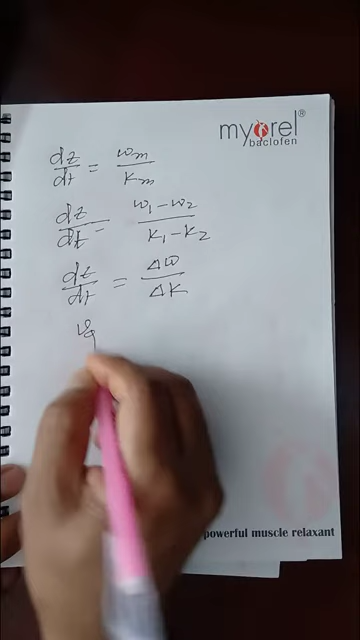 myorel®
baclofen
dz/dt = ωm/km
dz/dt = ω1-ω2/k1-k2
dz/dt = Δω/Δk
vg
powerful muscle relaxant